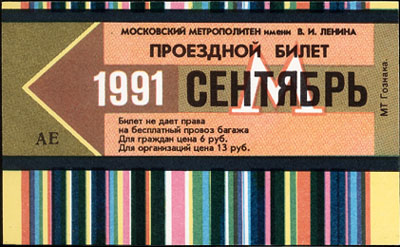 МОСКОВСКИЙ МЕТРОПОЛИТЕН имени В. И. ЛЕНИНА
ПРОЕЗДНОЙ БИЛЕТ
М
1991 СЕНТЯБРЬ
АЕ
Билет не дает права
на бесплатный провоз багажа
Для граждан цена 6 руб.
Для организаций цена 13 руб.
МТ Гознака.